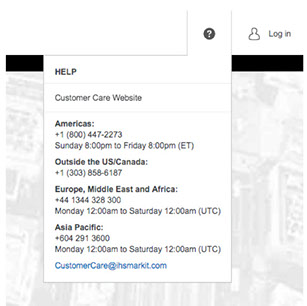 ?
Log in
HELP
Customer Care Website
Americas:
+1 (800) 447-2273
Sunday 8:00pm to Friday 8:00pm (ET)
Outside the US/Canada:
+1 (303) 858-6187
Europe, Middle East and Africa:
+44 1344 328 300
Monday 12:00am to Saturday 12:00am (UTC)
Asia Pacific:
+604 291 3600
Monday 12:00am to Saturday 12:00am (UTC)
CustomerCare@ihsmarkit.com